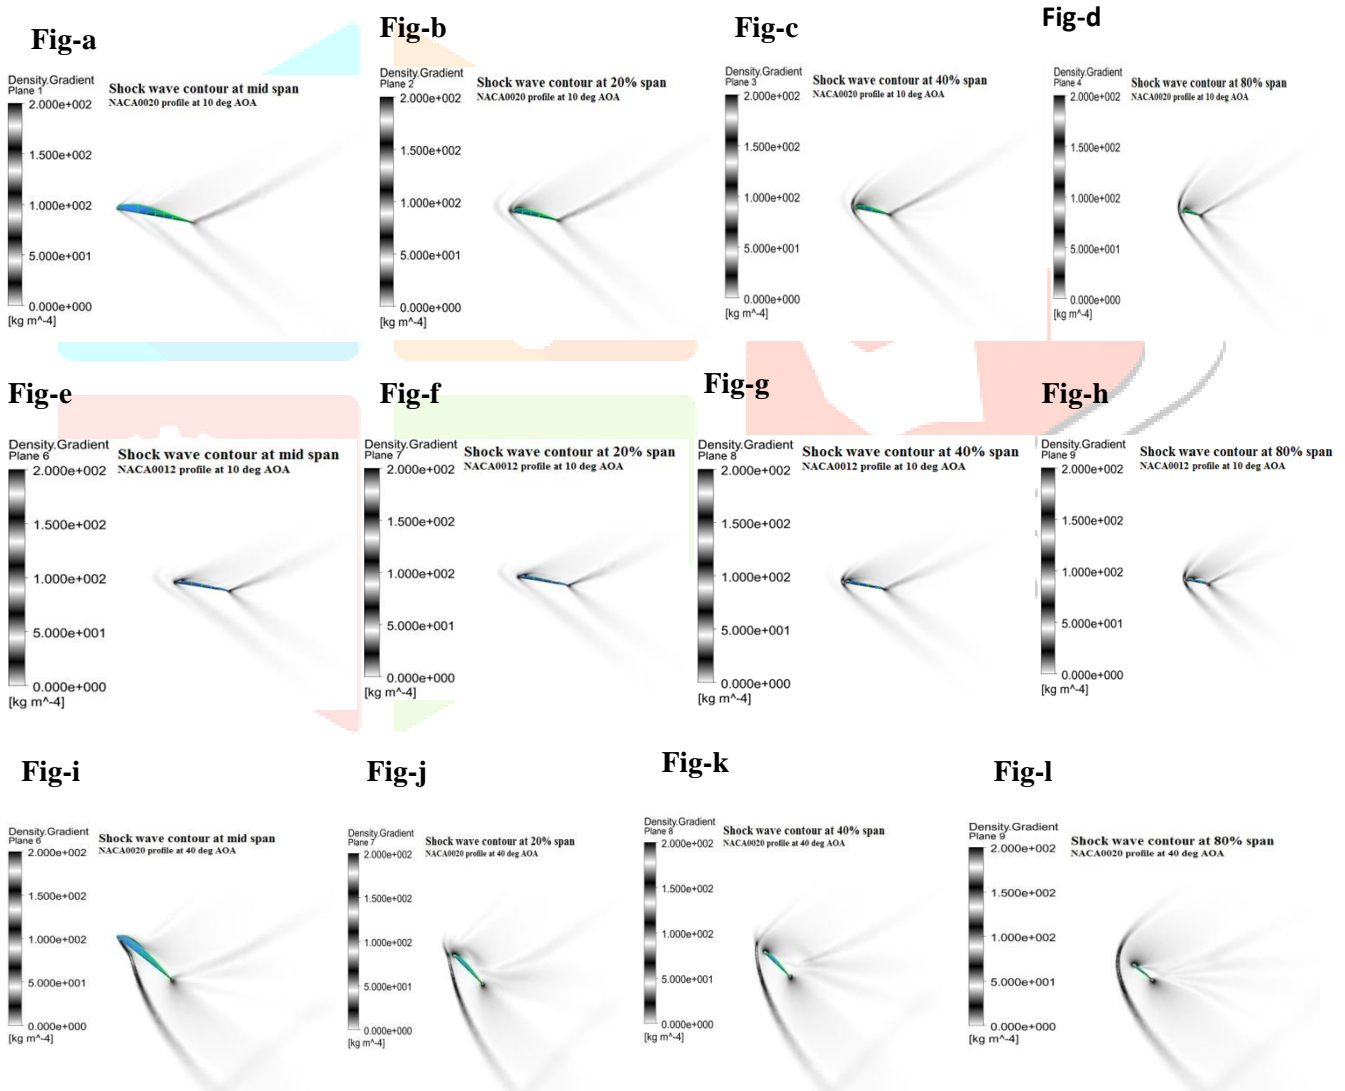 Fig-a
Density.Gradient
Plane 1
Shock wave contour at mid span
NACA0020 profile at 10 deg AOA
2.000e+002
1.500e+002
1.000e+002
5.000e+001
0.000e+000
[kg m^-4]
Fig-b
Density.Gradient
Plane 2
Shock wave contour at 20% span
NACA0020 profile at 10 deg AOA
2.000e+002
1.500e+002
1.000e+002
5.000e+001
0.000e+000
[kg m^-4]
Fig-c
Density.Gradient
Plane 3
Shock wave contour at 40% span
NACA0020 profile at 10 deg AOA
2.000e+002
1.500e+002
1.000e+002
5.000e+001
0.000e+000
[kg m^-4]
Fig-d
Density.Gradient
Plane 4
Shock wave contour at 80% span
NACA0020 profile at 10 deg AOA
2.000e+002
1.500e+002
1.000e+002
5.000e+001
0.000e+000
[kg m^-4]
Fig-e
Density.Gradient
Plane 6
Shock wave contour at mid span
NACA0012 profile at 10 deg AOA
2.000e+002
1.500e+002
1.000e+002
5.000e+001
0.000e+000
[kg m^-4]
Fig-f
Density.Gradient
Plane 7
Shock wave contour at 20% span
NACA0012 profile at 10 deg AOA
2.000e+002
1.500e+002
1.000e+002
5.000e+001
0.000e+000
[kg m^-4]
Fig-g
Density.Gradient
Plane 8
Shock wave contour at 40% span
NACA0012 profile at 10 deg AOA
2.000e+002
1.500e+002
1.000e+002
5.000e+001
0.000e+000
[kg m^-4]
Fig-h
Density.Gradient
Plane 9
Shock wave contour at 80% span
NACA0012 profile at 10 deg AOA
2.000e+002
1.500e+002
1.000e+002
5.000e+001
0.000e+000
[kg m^-4]
Fig-i
Density.Gradient
Plane 6
Shock wave contour at mid span
NACA0020 profile at 40 deg AOA
2.000e+002
1.500e+002
1.000e+002
5.000e+001
0.000e+000
[kg m^-4]
Fig-j
Density.Gradient
Plane 7
Shock wave contour at 20% span
NACA0020 profile at 40 deg AOA
2.000e+002
1.500e+002
1.000e+002
5.000e+001
0.000e+000
[kg m^-4]
Fig-k
Density.Gradient
Plane 8
Shock wave contour at 40% span
NACA0020 profile at 40 deg AOA
2.000e+002
1.500e+002
1.000e+002
5.000e+001
0.000e+000
[kg m^-4]
Fig-l
Density.Gradient
Plane 9
Shock wave contour at 80% span
NACA0020 profile at 40 deg AOA
2.000e+002
1.500e+002
1.000e+002
5.000e+001
0.000e+000
[kg m^-4]